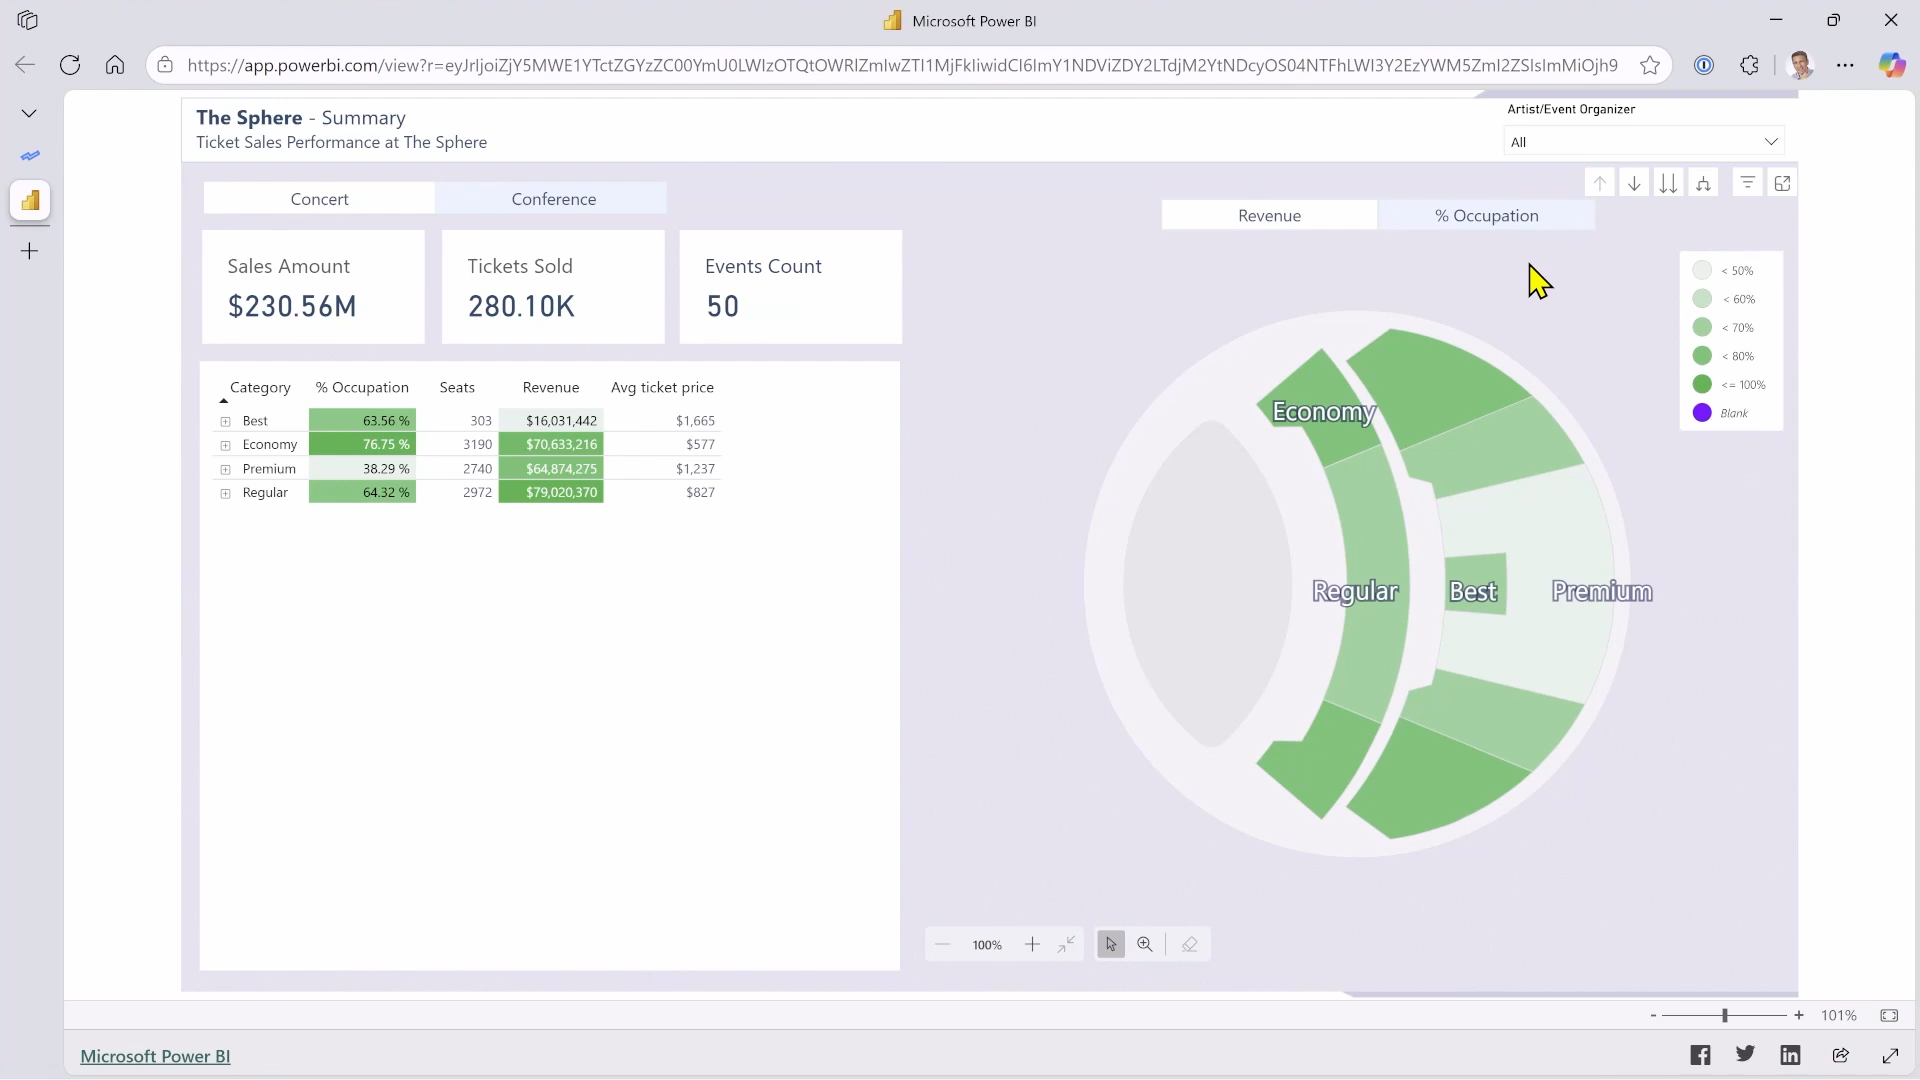 Microsoft Power BI
https://app.powerbi.com/view?r=eyJrIjoiZjY5MWE1YTctZGYzZC00YmU0LWIzOTQtOWRlZmIwZTI1MjFkIiwidCI6ImY1NDViZDY2LTdjM2YtNDcyOS04NTFhLWI3Y2EzYWM5ZmI2ZSIsImMiOjh9
The Sphere - Summary
Ticket Sales Performance at The Sphere
Artist/Event Organizer
All
Concert
Conference
Revenue
% Occupation
Sales Amount
$230.56M
Tickets Sold
280.10K
Events Count
50
< 50%
< 60%
< 70%
< 80%
<= 100%
Blank
Category % Occupation Seats Revenue Avg ticket price
Best 63.56 % 303 $16,031,442 $1,665
Economy 76.75 % 3190 $70,633,216 $577
Premium 38.29 % 2740 $64,874,275 $1,237
Regular 64.32 % 2972 $79,020,370 $827
Economy
Regular
Best
Premium
100%
101%
Microsoft Power BI